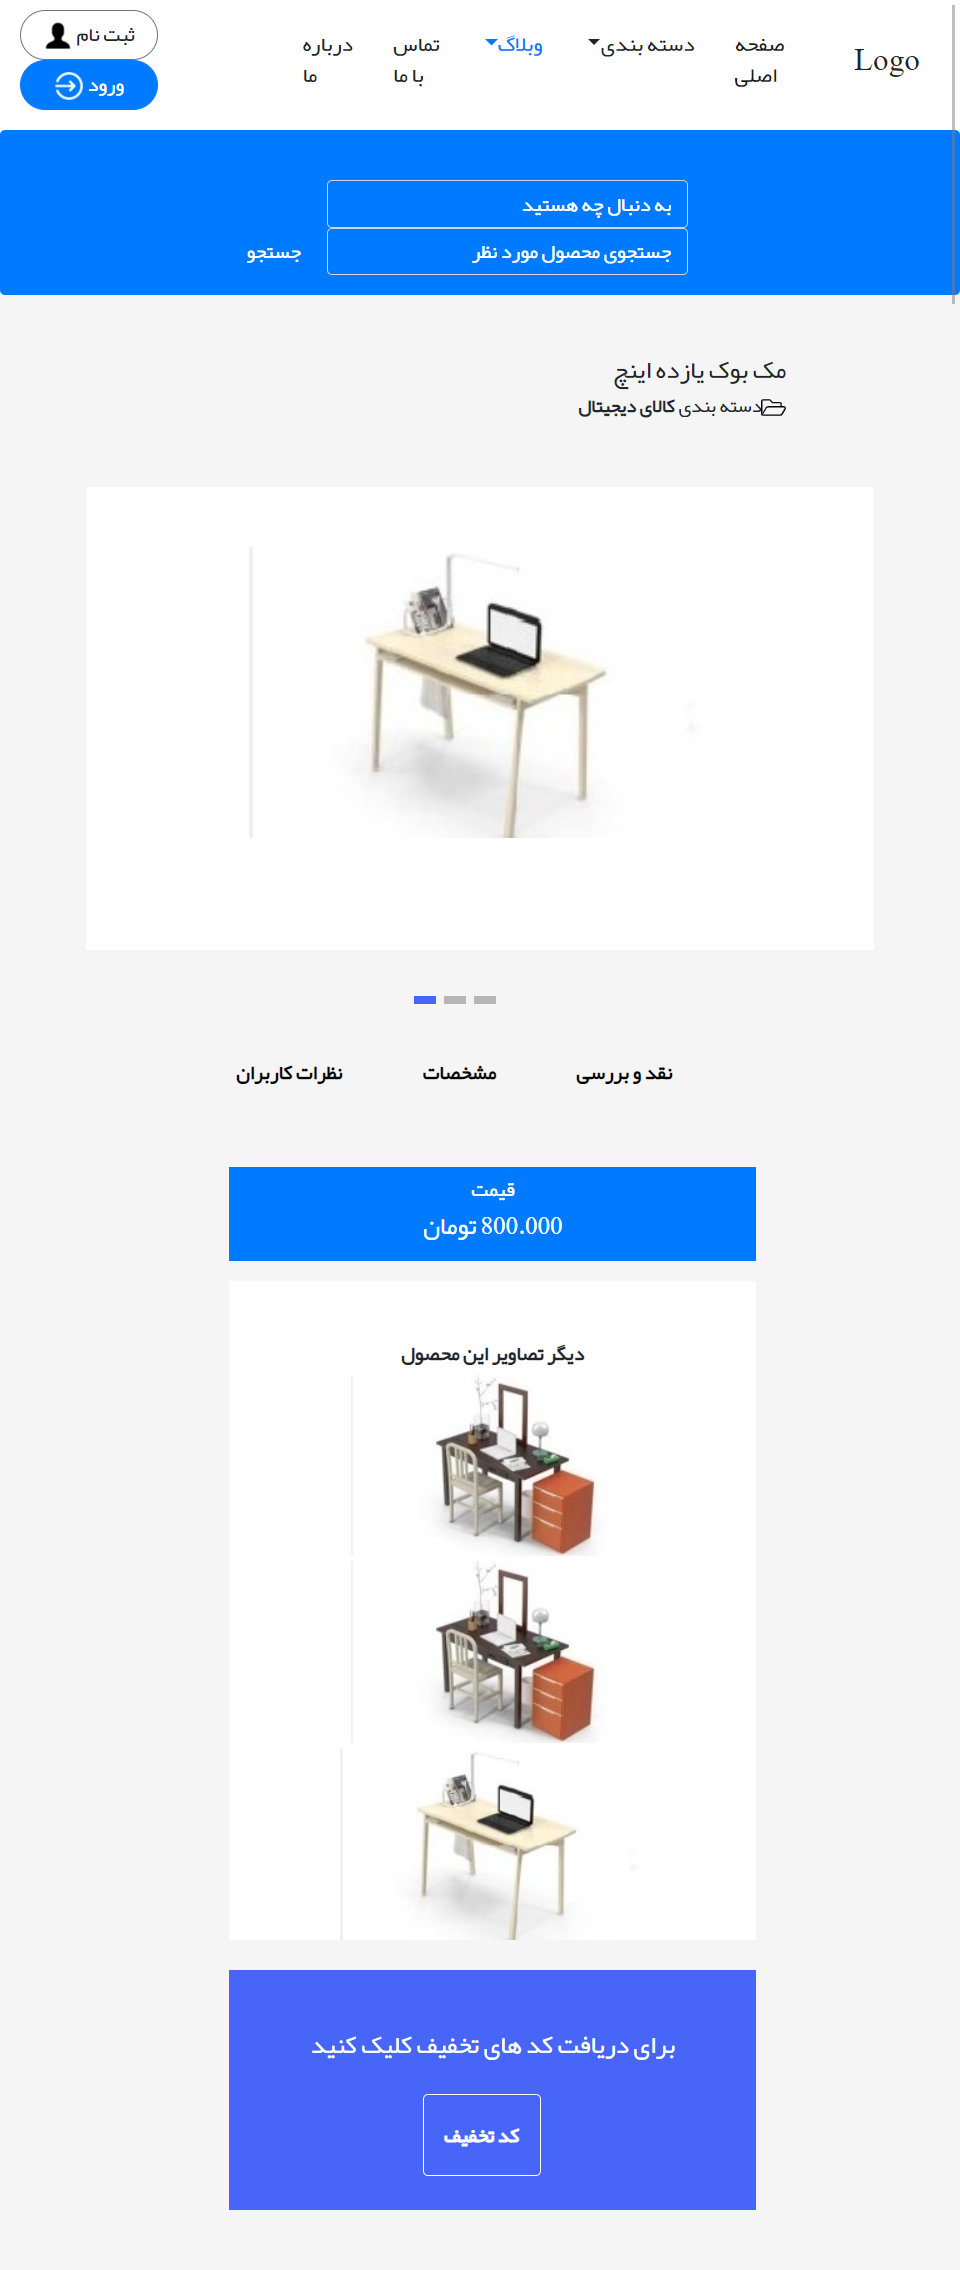 Logo
صفحه
اصلی
دسته بندی
وبلاگ
تماس
با ما
درباره
ما
ثبت نام
ورود
به دنبال چه هستید
جستجوی محصول مورد نظر
جستجو
مک بوک یازده اینچ
دسته بندی کالای دیجیتال
نقد و بررسی
مشخصات
نظرات کاربران
قیمت
800.000 تومان
دیگر تصاویر این محصول
برای دریافت کد های تخفیف کلیک کنید
کد تخفیف